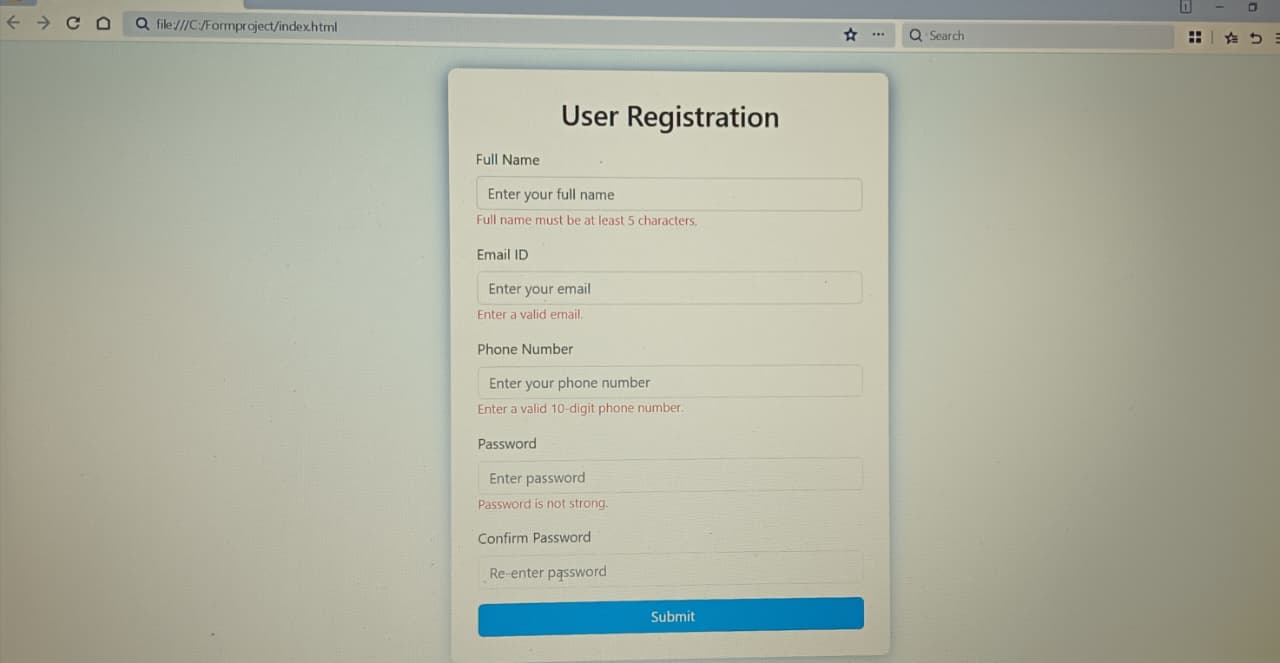 file:///C:/Formproject/index.html
Search
User Registration
Full Name
Enter your full name
Full name must be at least 5 characters.
Email ID
Enter your email
Enter a valid email.
Phone Number
Enter your phone number
Enter a valid 10-digit phone number.
Password
Enter password
Password is not strong.
Confirm Password
Re-enter password
Submit